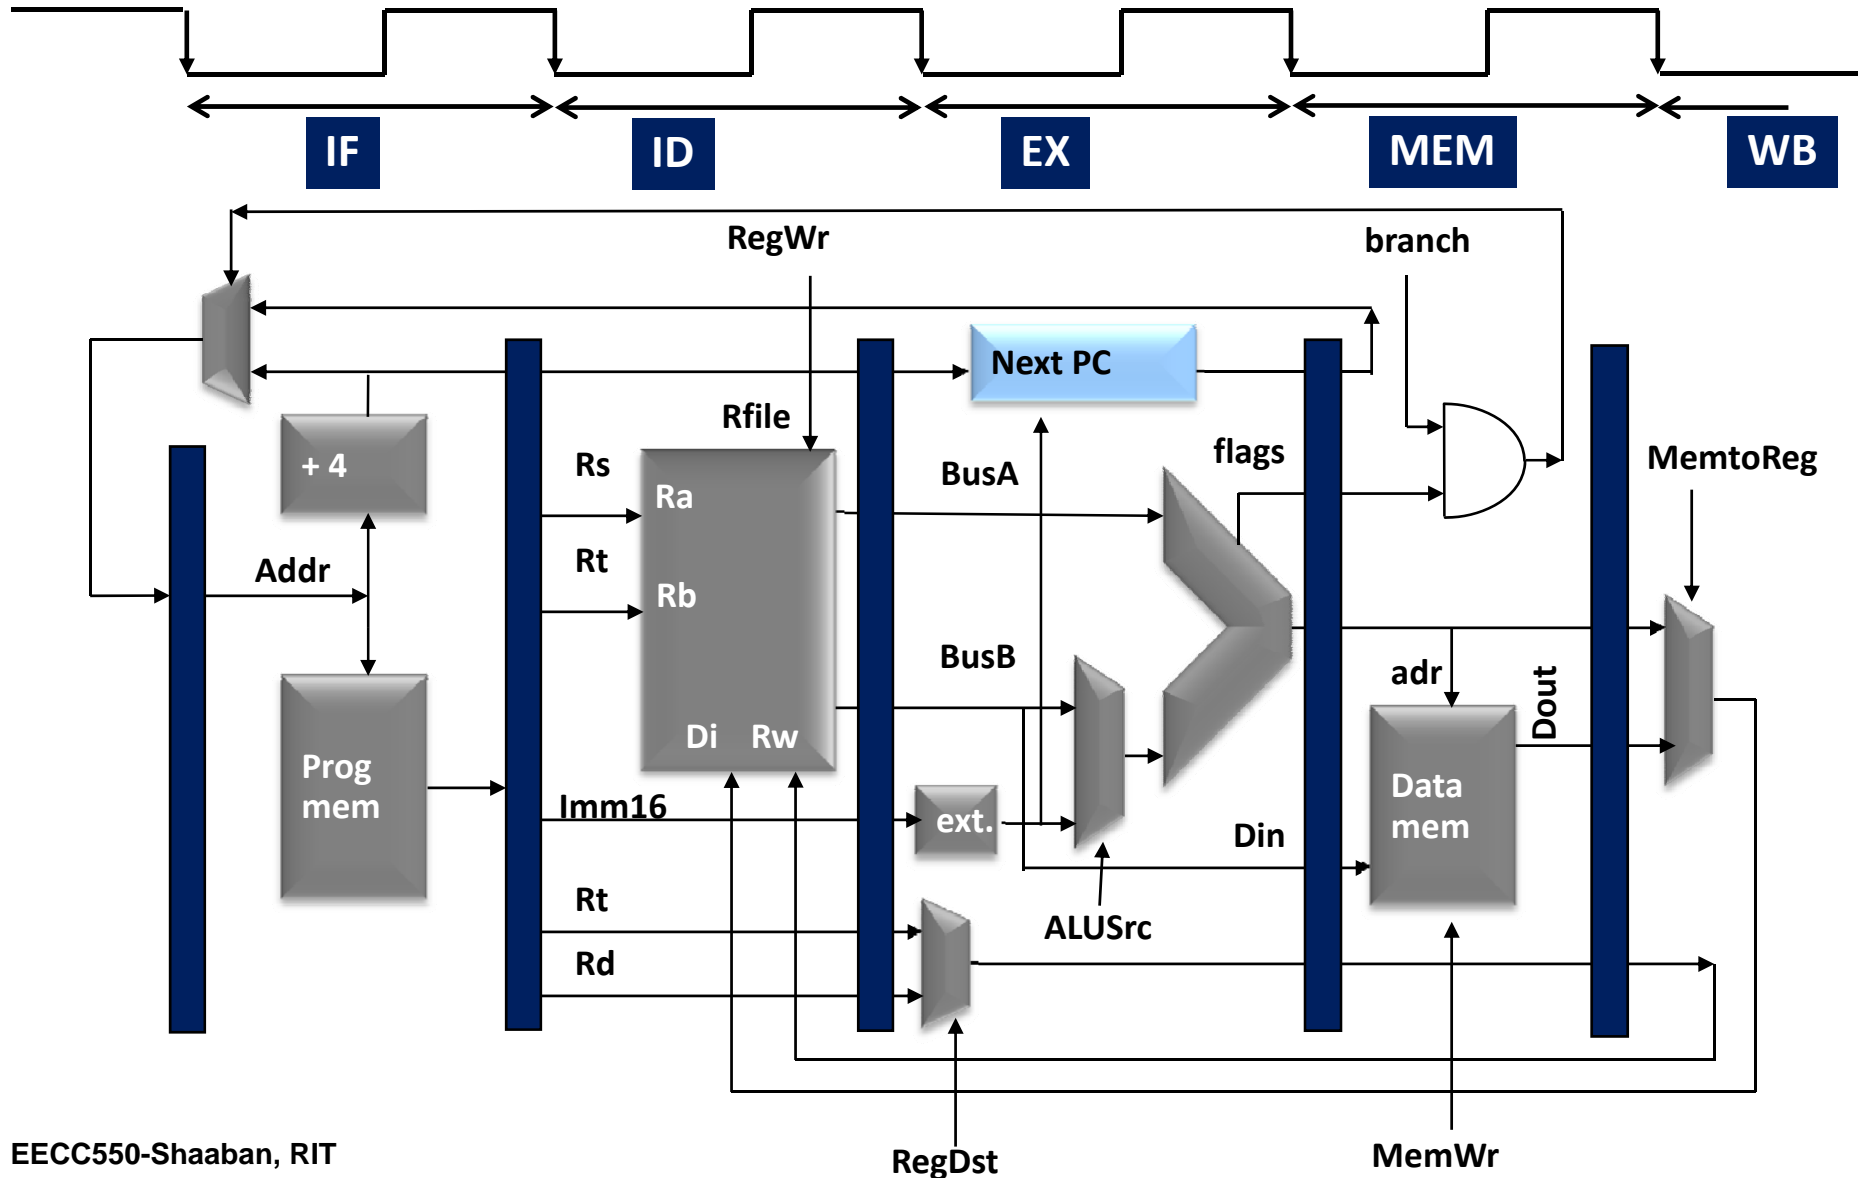 IF
ID
EX
MEM
WB
RegWr
branch
Next PC
Rfile
+ 4
Rs
Ra
BusA
flags
MemtoReg
Addr
Rt
Rb
BusB
adr
Dout
Di
Rw
Prog
mem
Imm16
ext.
Data
mem
Din
Rt
ALUSrc
Rd
EECC550-Shaaban, RIT
RegDst
MemWr